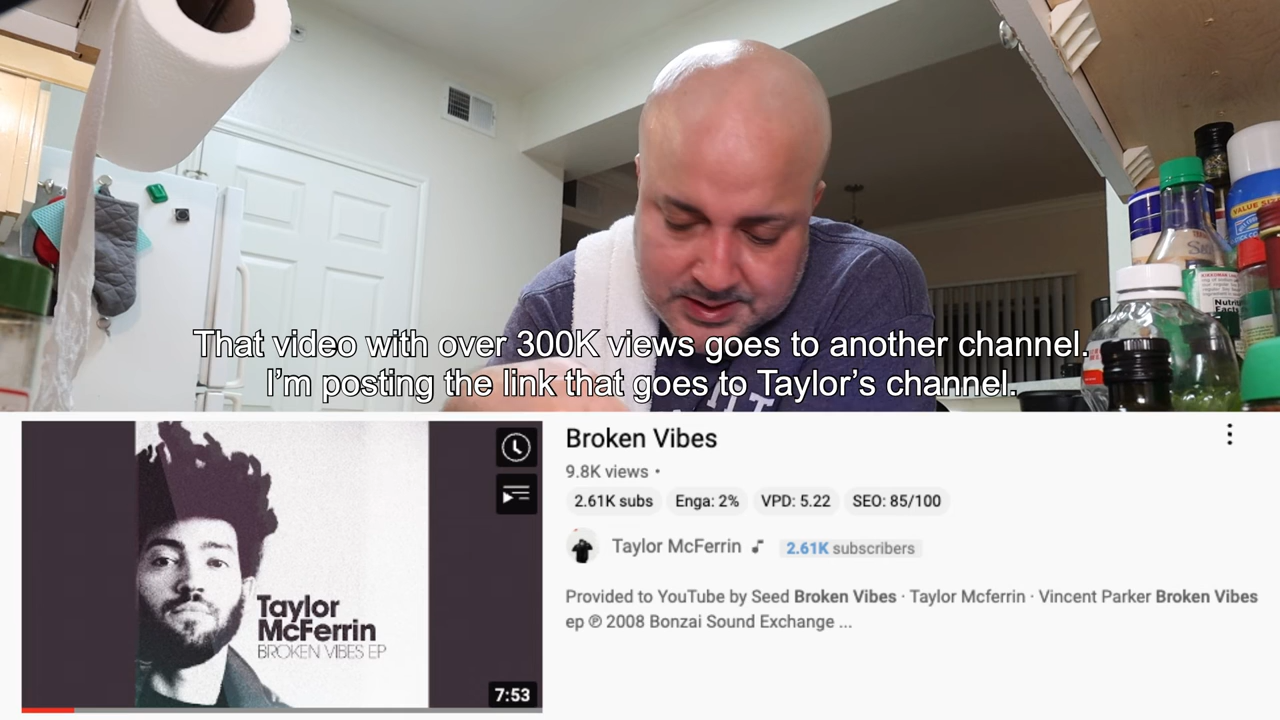 VALUE SIZE
Nutrition
Facts
That video with over 300K views goes to another channel.
I'm posting the link that goes to Taylor's channel.
Broken Vibes
9.8K views •
2.61K subs Enga: 2% VPD: 5.22 SEO: 85/100
Taylor McFerrin 2.61K subscribers
Provided to YouTube by Seed Broken Vibes · Taylor Mcferrin · Vincent Parker Broken Vibes
ep ℗ 2008 Bonzai Sound Exchange ...
Taylor
McFerrin
BROKEN VIBES EP
7:53